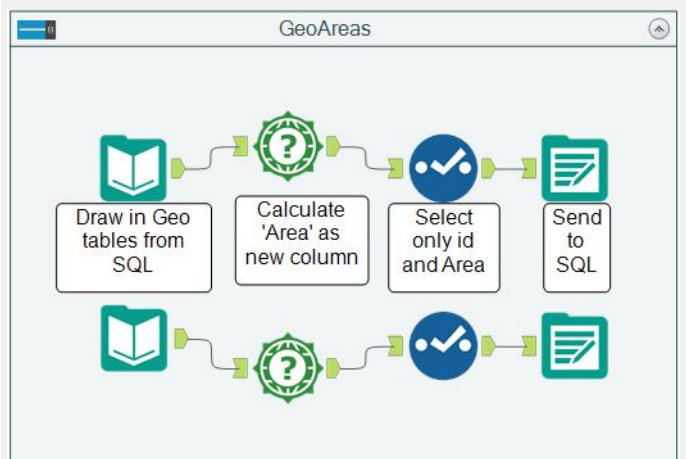 GeoAreas
Draw in Geo
tables from
SQL
Calculate
'Area' as
new column
Select
only id
and Area
Send
to
SQL
?
?